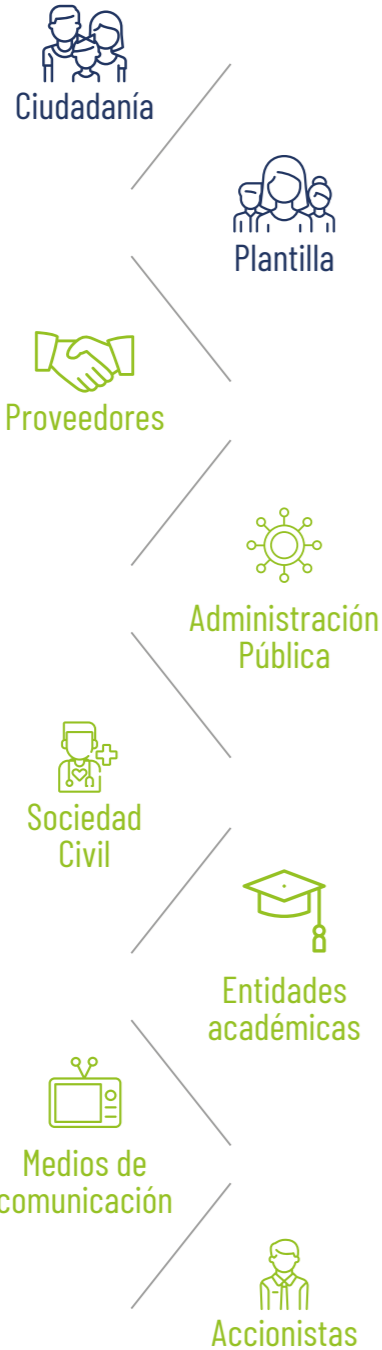 Ciudadanía
Plantilla
Proveedores
Administración
Pública
Sociedad
Civil
Entidades
académicas
Medios de
comunicación
Accionistas